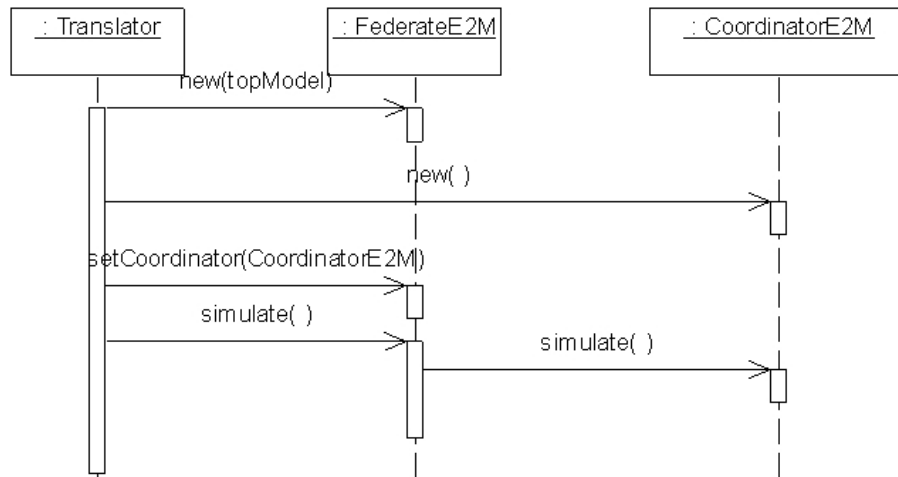 : Translator
: FederateE2M
: CoordinatorE2M
new(topModel)
new( )
setCoordinator(CoordinatorE2M)
simulate( )
simulate( )